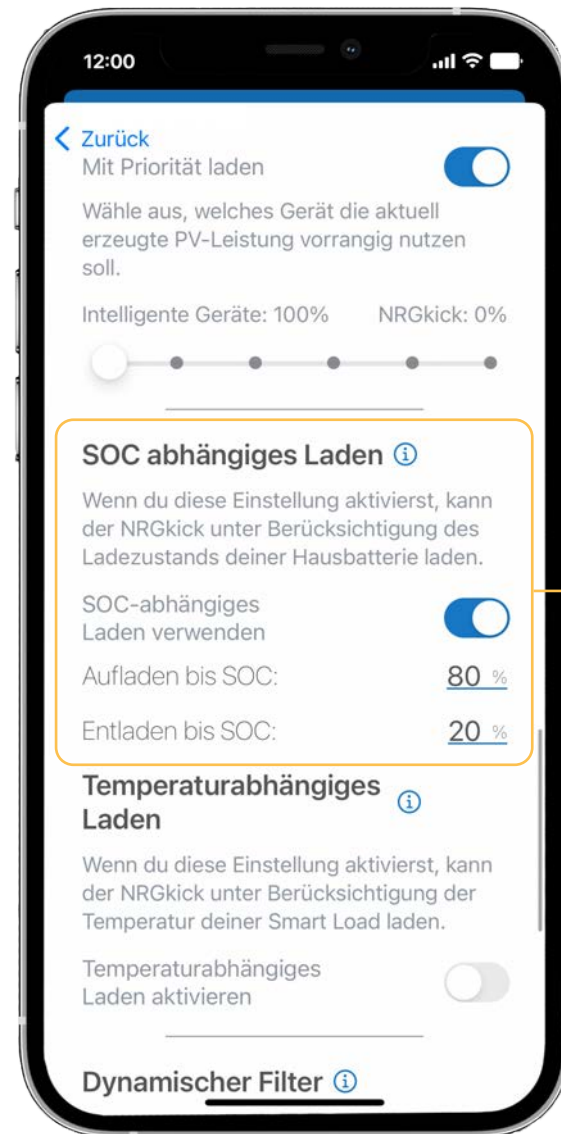 12:00
Zurück
Mit Priorität laden
Wähle aus, welches Gerät die aktuell
erzeugte PV-Leistung vorrangig nutzen
soll.
Intelligente Geräte: 100% NRGkick: 0%
SOC abhängiges Laden
Wenn du diese Einstellung aktivierst, kann
der NRGkick unter Berücksichtigung des
Ladezustands deiner Hausbatterie laden.
SOC-abhängiges
Laden verwenden
Aufladen bis SOC: 80 %
Entladen bis SOC: 20 %
Temperaturabhängiges
Laden
Wenn du diese Einstellung aktivierst, kann
der NRGkick unter Berücksichtigung der
Temperatur deiner Smart Load laden.
Temperaturabhängiges
Laden aktivieren
Dynamischer Filter